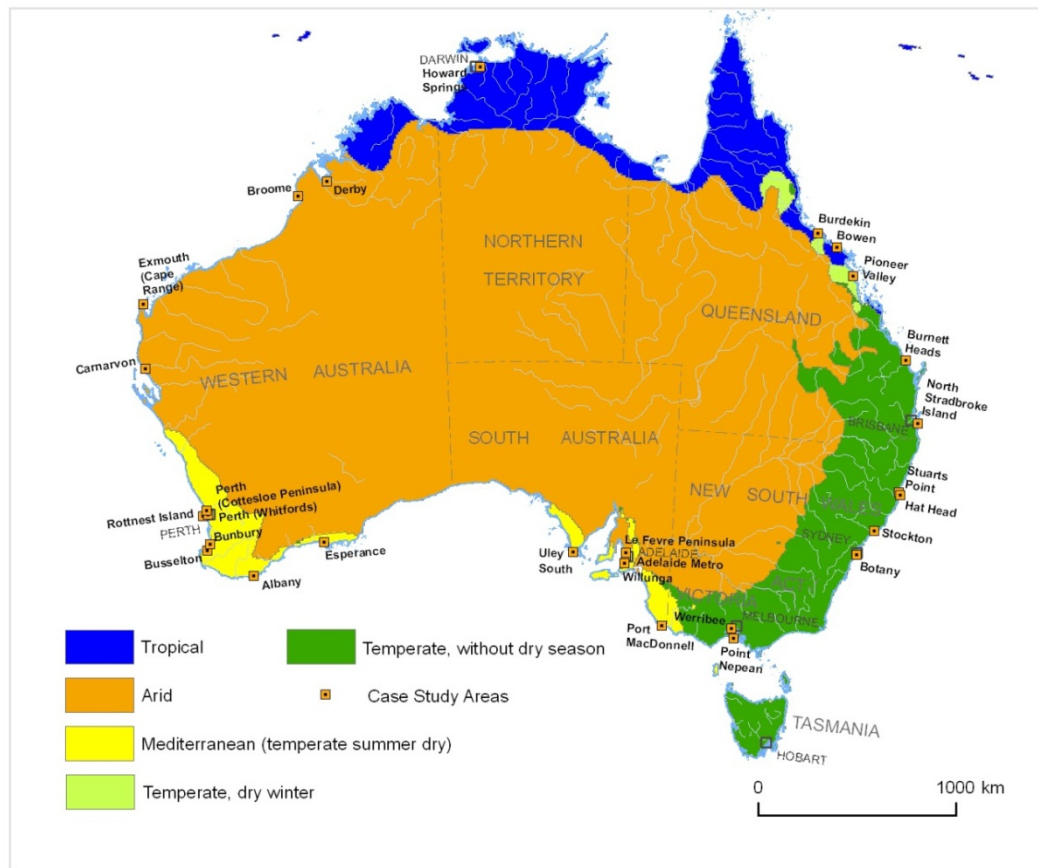 DARWIN
Howard
Springs
Broome
Derby
Exmouth
(Cape
Range)
Carnarvon
NORTHERN
TERRITORY
Burdekin
Bowen
Pioneer
Valley
QUEENSLAND
Burnett
Heads
North
Stradbroke
Island
BRISBANE
WESTERN AUSTRALIA
SOUTH AUSTRALIA
NEW SOUTH WALES
Stuarts
Point
Hat Head
Stockton
SYDNEY
Botany
ACT
Perth
(Cottesloe Peninsula)
Rottnest Island
Perth (Whitfords)
PERTH
Bunbury
Busselton
Albany
Esperance
Uley
South
Le Fevre Peninsula
ADELAIDE
Adelaide Metro
Willunga
VICTORIA
MELBOURNE
Werribee
Port
MacDonnell
Point
Nepean
TASMANIA
HOBART
Tropical
Arid
Mediterranean (temperate summer dry)
Temperate, dry winter
Temperate, without dry season
Case Study Areas
0 1000 km